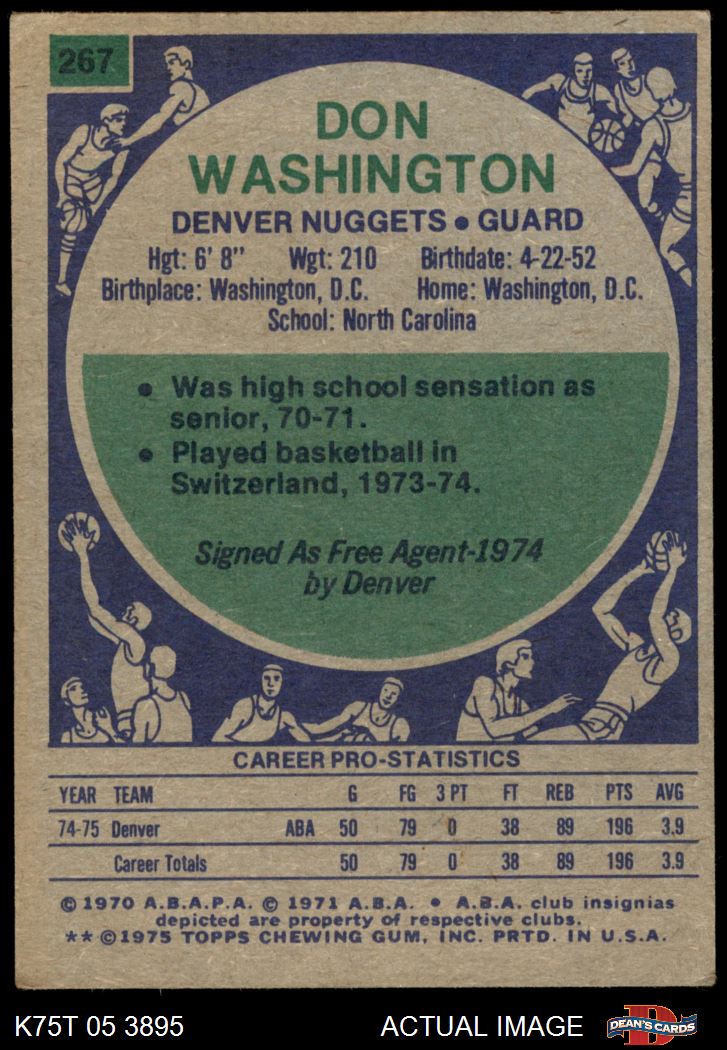 267
DON
WASHINGTON
DENVER NUGGETS • GUARD
Hgt: 6' 8" Wgt: 210 Birthdate: 4-22-52
Birthplace: Washington, D.C. Home: Washington, D.C.
School: North Carolina
• Was high school sensation as
senior, 70-71.
• Played basketball in
Switzerland, 1973-74.
Signed As Free Agent-1974
by Denver
CAREER PRO-STATISTICS
YEAR TEAM G FG 3 PT FT REB PTS AVG
74-75 Denver ABA 50 79 0 38 89 196 3.9
Career Totals 50 79 0 38 89 196 3.9
© 1970 A.B.A.P.A. © 1971 A.B.A. • A.B.A. club insignias
depicted are property of respective clubs.
** © 1975 TOPPS CHEWING GUM, INC. PRTD. IN U.S.A.
K75T 05 3895 ACTUAL IMAGE DEAN'S CARDS